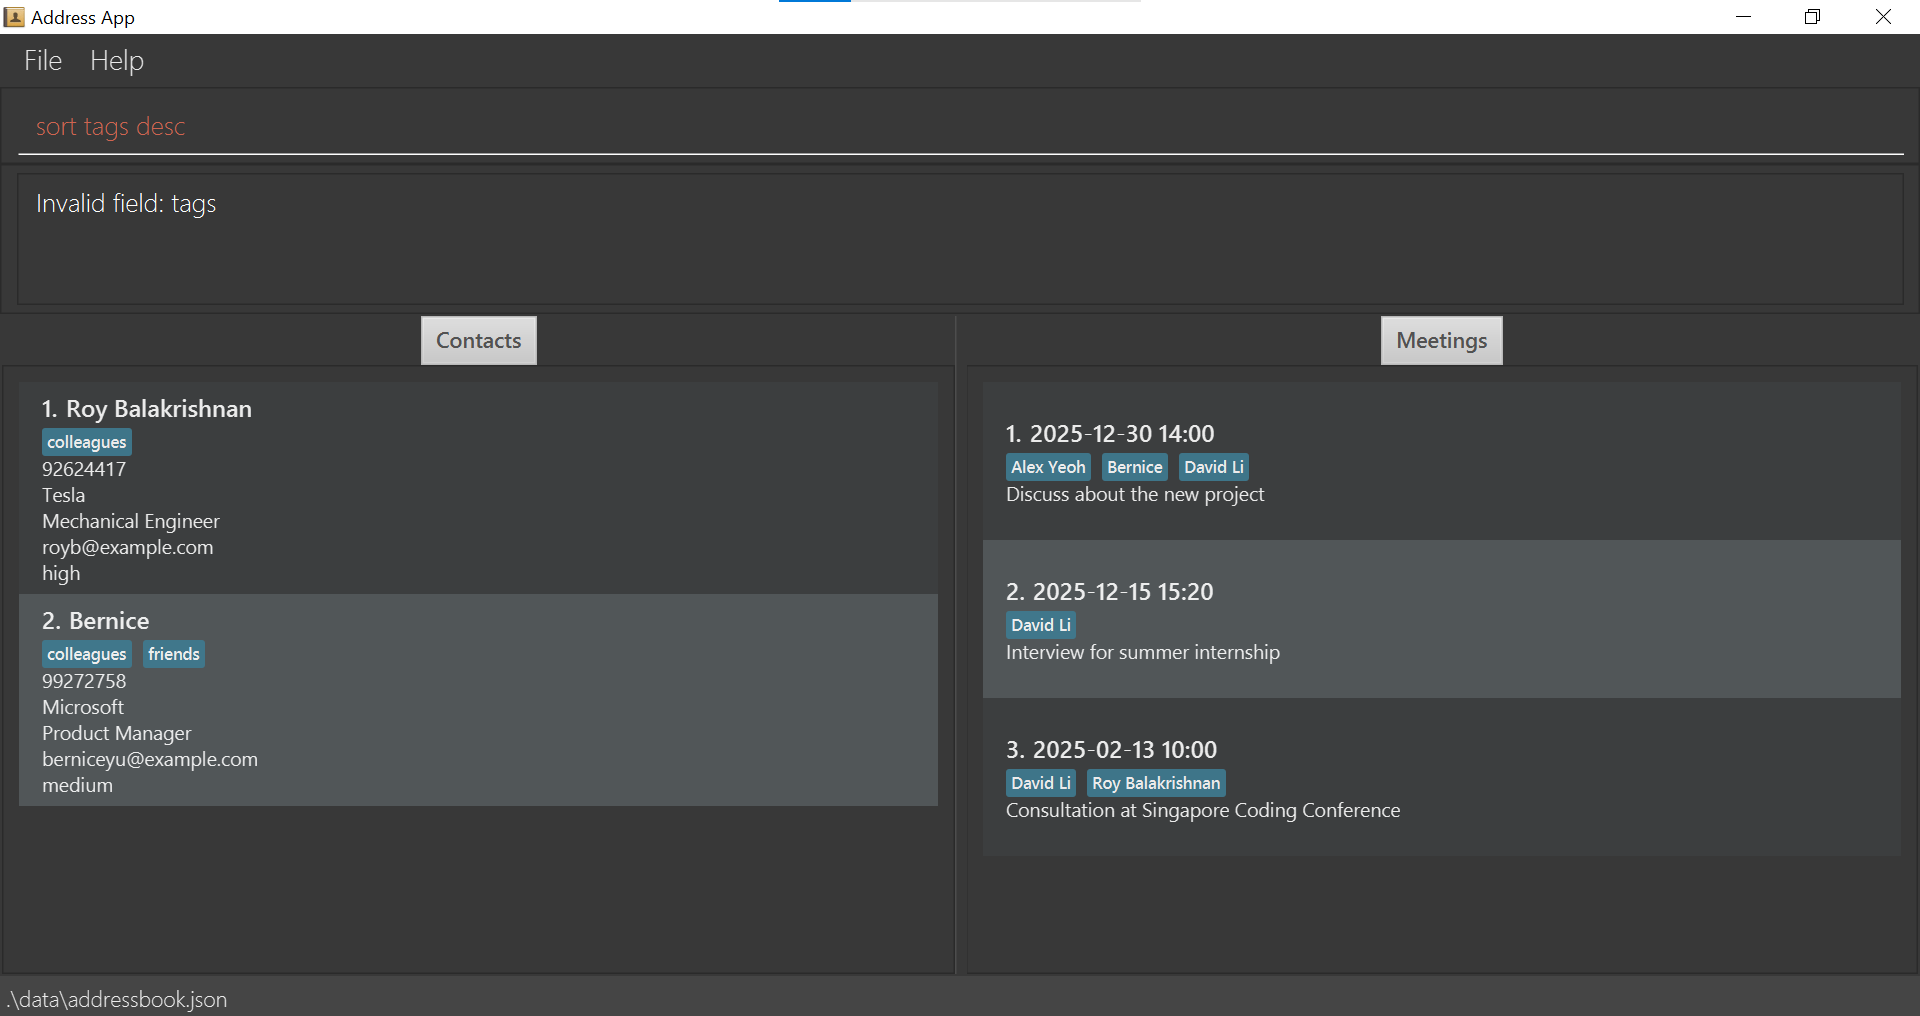 Address App
File Help
sort tags desc
Invalid field: tags
Contacts
1. Roy Balakrishnan
colleagues
92624417
Tesla
Mechanical Engineer
royb@example.com
high
2. Bernice
colleagues friends
99272758
Microsoft
Product Manager
berniceyu@example.com
medium
Meetings
1. 2025-12-30 14:00
Alex Yeoh Bernice David Li
Discuss about the new project
2. 2025-12-15 15:20
David Li
Interview for summer internship
3. 2025-02-13 10:00
David Li Roy Balakrishnan
Consultation at Singapore Coding Conference
.\data\addressbook.json